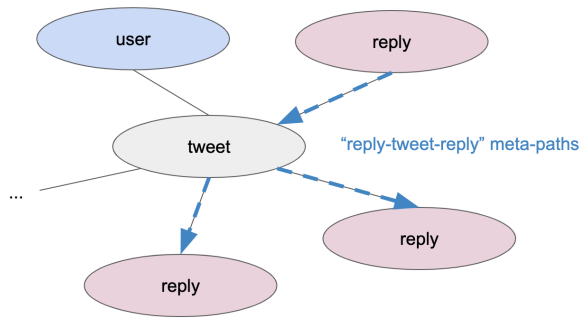 user
reply
tweet
“reply-tweet-reply” meta-paths
...
reply
reply